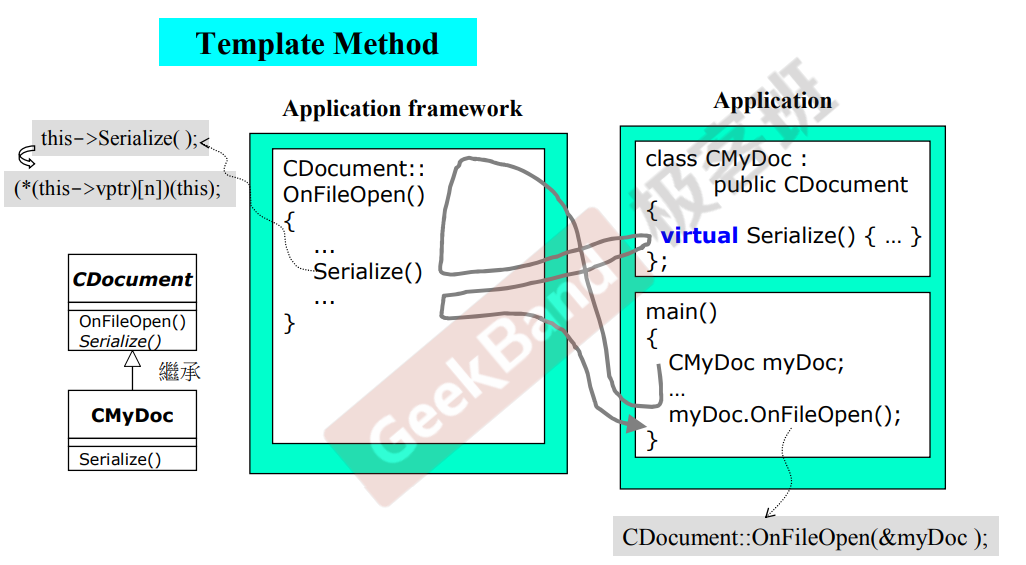 Template Method
Application framework
Application
this->Serialize( );
(*(this->vptr)[n])(this);
CDocument::
OnFileOpen()
{
...
Serialize()
...
}
class CMyDoc :
public CDocument
{
virtual Serialize() { … }
};
main()
{
CMyDoc myDoc;
…
myDoc.OnFileOpen();
}
CDocument
OnFileOpen()
Serialize()
繼承
CMyDoc
Serialize()
CDocument::OnFileOpen(&myDoc );
GeekBand 极客班